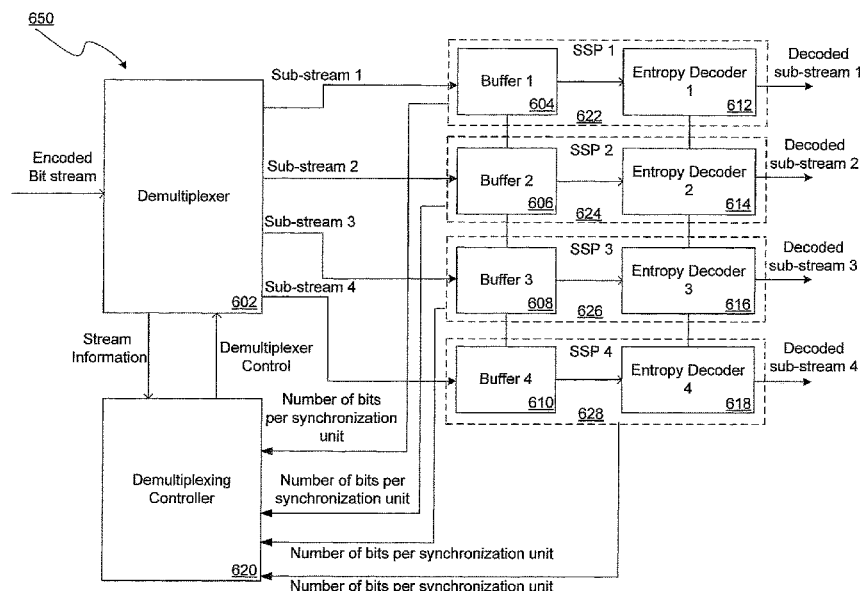 650
Encoded
Bit stream
Demultiplexer
602
Stream
Information
Demultiplexer
Control
Demultiplexing
Controller
620
Sub-stream 1
Sub-stream 2
Sub-stream 3
Sub-stream 4
SSP 1
Buffer 1
604
622
Entropy Decoder
1
612
Decoded
sub-stream 1
SSP 2
Buffer 2
606
624
Entropy Decoder
2
614
Decoded
sub-stream 2
SSP 3
Buffer 3
608
626
Entropy Decoder
3
616
Decoded
sub-stream 3
SSP 4
Buffer 4
610
628
Entropy Decoder
4
618
Decoded
sub-stream 4
Number of bits
per synchronization
unit
Number of bits per
synchronization unit
Number of bits per synchronization unit
Number of bits per synchronization unit